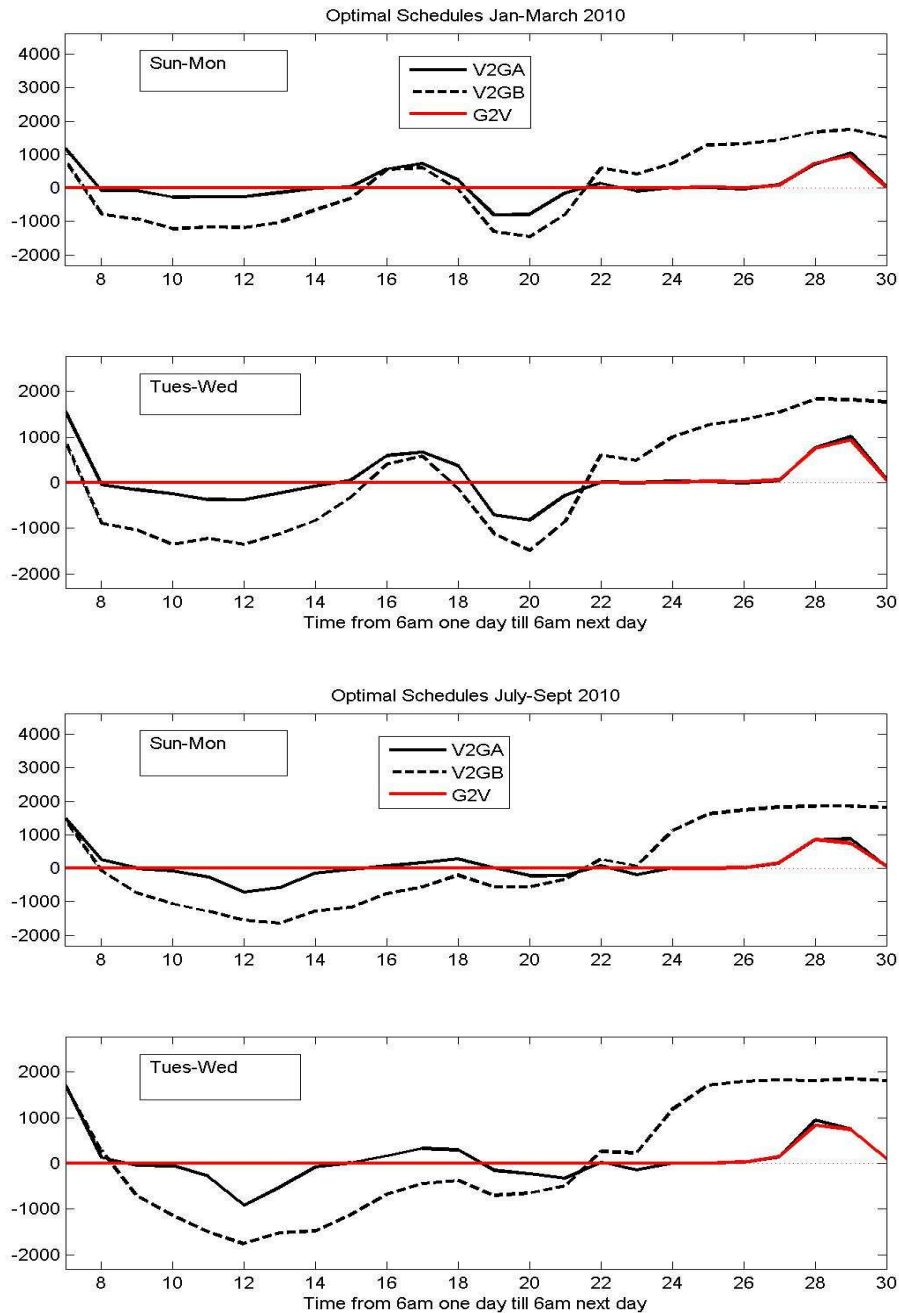 Optimal Schedules Jan-March 2010
4000
3000
2000
1000
0
-1000
-2000
Sun-Mon
V2GA
V2GB
G2V
8 10 12 14 16 18 20 22 24 26 28 30
2000
1000
0
-1000
-2000
Tues-Wed
8 10 12 14 16 18 20 22 24 26 28 30
Time from 6am one day till 6am next day
Optimal Schedules July-Sept 2010
4000
3000
2000
1000
0
-1000
-2000
Sun-Mon
V2GA
V2GB
G2V
8 10 12 14 16 18 20 22 24 26 28 30
2000
1000
0
-1000
-2000
Tues-Wed
8 10 12 14 16 18 20 22 24 26 28 30
Time from 6am one day till 6am next day